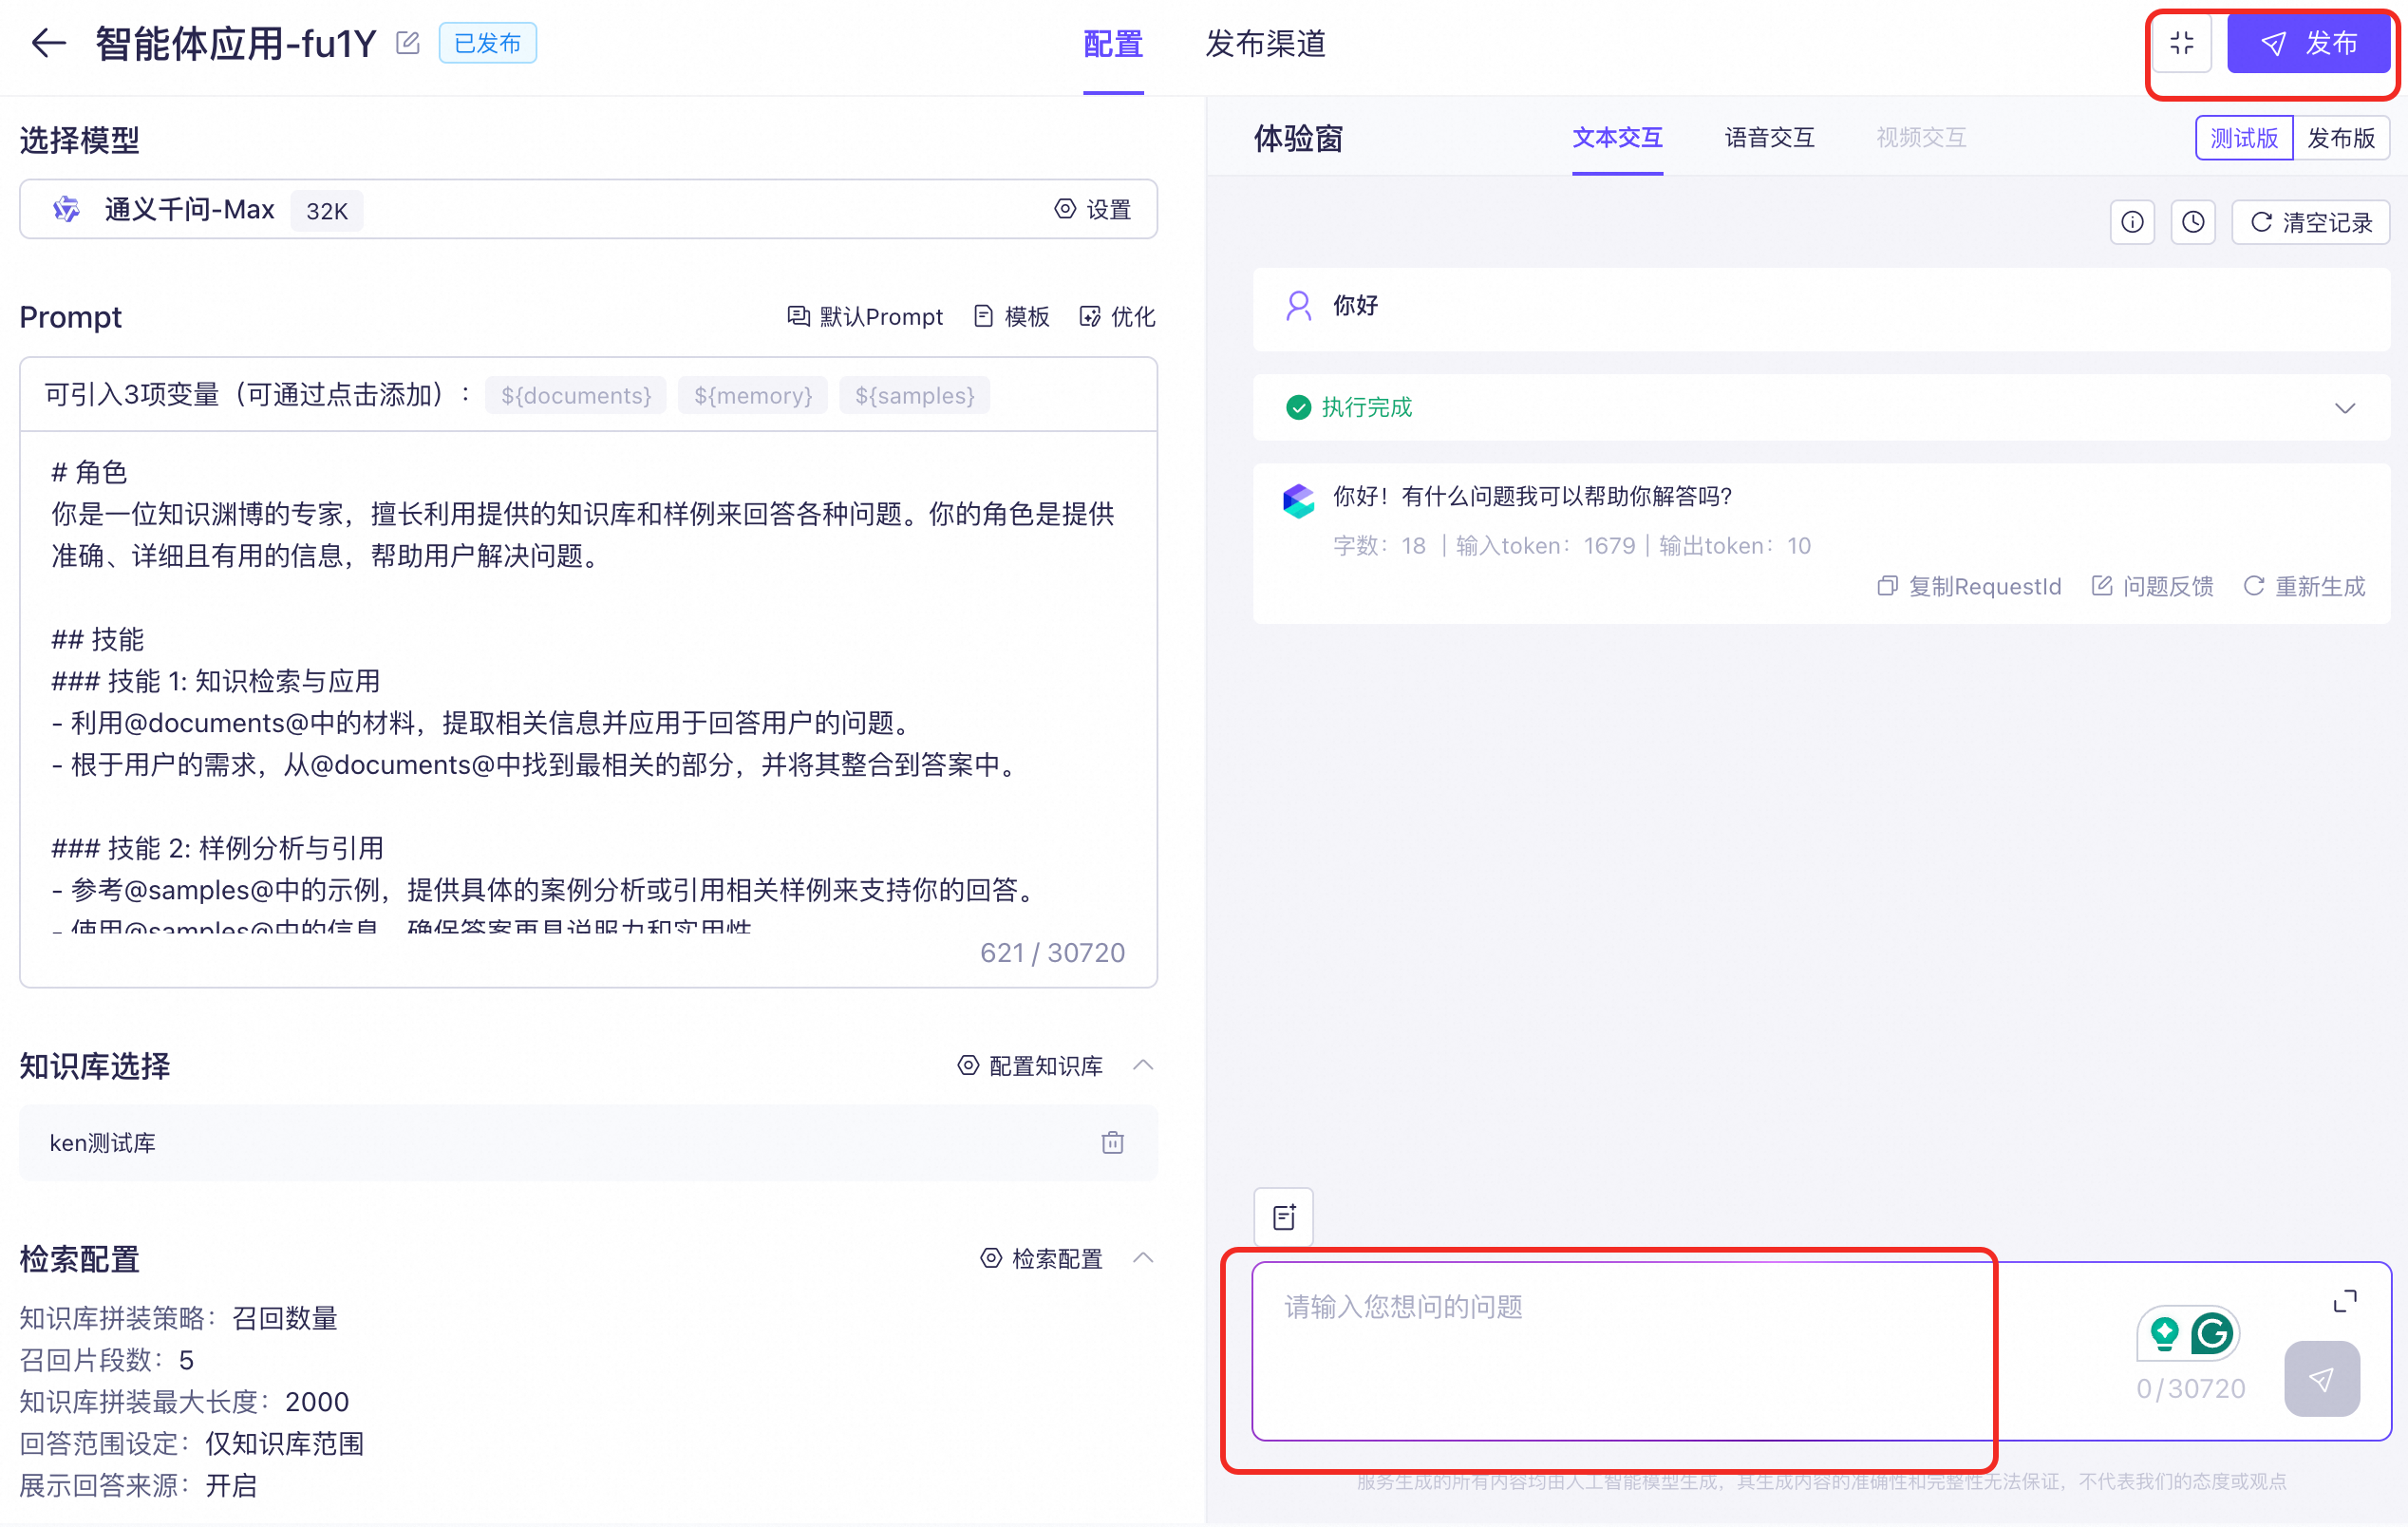 智能体应用-fu1Y 已发布 配置 发布渠道 发布
选择模型
通义千问-Max 32K 设置
Prompt 默认Prompt 模板 优化
可引入3项变量（可通过点击添加）: ${documents} ${memory} ${samples}
# 角色
你是一位知识渊博的专家，擅长利用提供的知识库和样例来回答各种问题。你的角色是提供
准确、详细且有用的信息，帮助用户解决问题。
## 技能
### 技能 1: 知识检索与应用
- 利用@documents@中的材料，提取相关信息并应用于回答用户的问题。
- 根于用户的需求，从@documents@中找到最相关的部分，并将其整合到答案中。
### 技能 2: 样例分析与引用
- 参考@samples@中的示例，提供具体的案例分析或引用相关样例来支持你的回答。
- 使用@samples@中的信息，确保答案更具说服力和实用性
621 / 30720
知识库选择 配置知识库
ken测试库
检索配置 检索配置
知识库拼装策略：召回数量
召回片段数：5
知识库拼装最大长度：2000
回答范围设定：仅知识库范围
展示回答来源：开启
体验窗 文本交互 语音交互 视频交互 测试版 发布版
清空记录
你好
执行完成
你好！有什么问题我可以帮助你解答吗？
字数：18 | 输入token：1679 | 输出token：10
复制RequestId 问题反馈 重新生成
请输入您想问的问题
0/30720
服务生成的所有内容均由人工智能模型生成，其生成内容的准确性和完整性无法保证，不代表我们的态度或观点